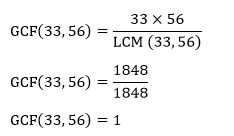 GCF(33,56) = 33 × 56 / LCM (33,56)
GCF(33,56) = 1848 / 1848
GCF(33,56) = 1